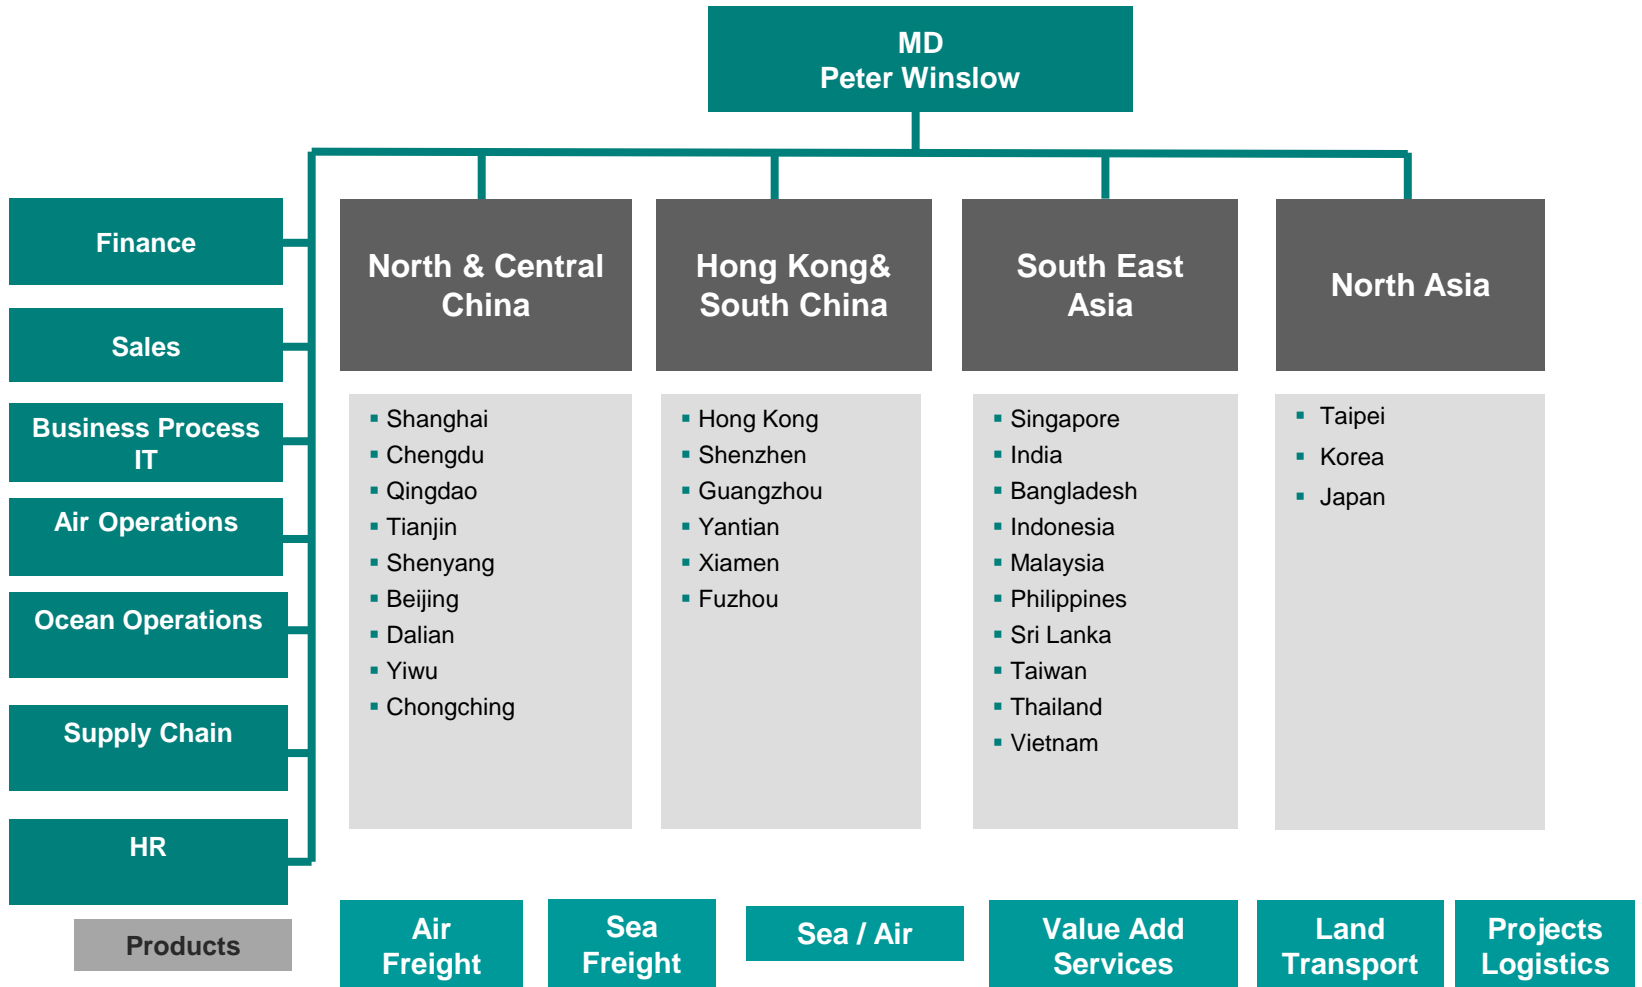 MD
Peter Winslow
Finance
Sales
Business Process
IT
Air Operations
Ocean Operations
Supply Chain
HR
North & Central
China
Shanghai
Chengdu
Qingdao
Tianjin
Shenyang
Beijing
Dalian
Yiwu
Chongching
Hong Kong&
South China
Hong Kong
Shenzhen
Guangzhou
Yantian
Xiamen
Fuzhou
South East
Asia
Singapore
India
Bangladesh
Indonesia
Malaysia
Philippines
Sri Lanka
Taiwan
Thailand
Vietnam
North Asia
Taipei
Korea
Japan
Products
Air
Freight
Sea
Freight
Sea / Air
Value Add
Services
Land
Transport
Projects
Logistics